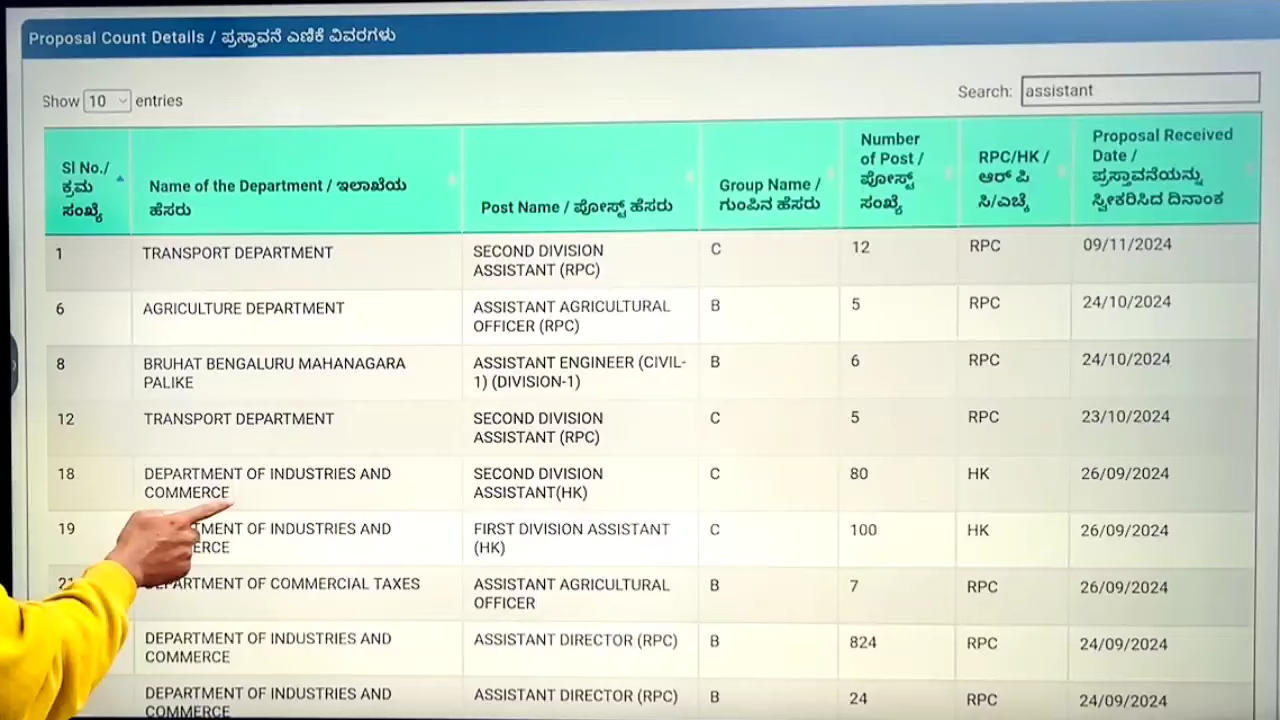 Proposal Count Details / ಪ್ರಸ್ತಾವನೆ ಎಣಿಕೆ ವಿವರಗಳು
Show 10 entries
Search: assistant
Sl No./ ಕ್ರಮ ಸಂಖ್ಯೆ
Name of the Department / ಇಲಾಖೆಯ ಹೆಸರು
Post Name / ಪೋಸ್ಟ್ ಹೆಸರು
Group Name / ಗುಂಪಿನ ಹೆಸರು
Number of Post / ಪೋಸ್ಟ್ ಸಂಖ್ಯೆ
RPC/HK / ಆರ್ ಪಿ ಸಿ/ಎಚ್ಕೆ
Proposal Received Date / ಪ್ರಸ್ತಾವನೆಯನ್ನು ಸ್ವೀಕರಿಸಿದ ದಿನಾಂಕ
1 TRANSPORT DEPARTMENT SECOND DIVISION ASSISTANT (RPC) C 12 RPC 09/11/2024
6 AGRICULTURE DEPARTMENT ASSISTANT AGRICULTURAL OFFICER (RPC) B 5 RPC 24/10/2024
8 BRUHAT BENGALURU MAHANAGARA PALIKE ASSISTANT ENGINEER (CIVIL-1) (DIVISION-1) B 6 RPC 24/10/2024
12 TRANSPORT DEPARTMENT SECOND DIVISION ASSISTANT (RPC) C 5 RPC 23/10/2024
18 DEPARTMENT OF INDUSTRIES AND COMMERCE SECOND DIVISION ASSISTANT(HK) C 80 HK 26/09/2024
19 OF INDUSTRIES AND FIRST DIVISION ASSISTANT (HK) C 100 HK 26/09/2024
OF COMMERCIAL TAXES ASSISTANT AGRICULTURAL OFFICER B 7 RPC 26/09/2024
DEPARTMENT OF INDUSTRIES AND COMMERCE ASSISTANT DIRECTOR (RPC) B 824 RPC 24/09/2024
DEPARTMENT OF INDUSTRIES AND COMMERCE ASSISTANT DIRECTOR (RPC) B 24 RPC 24/09/2024